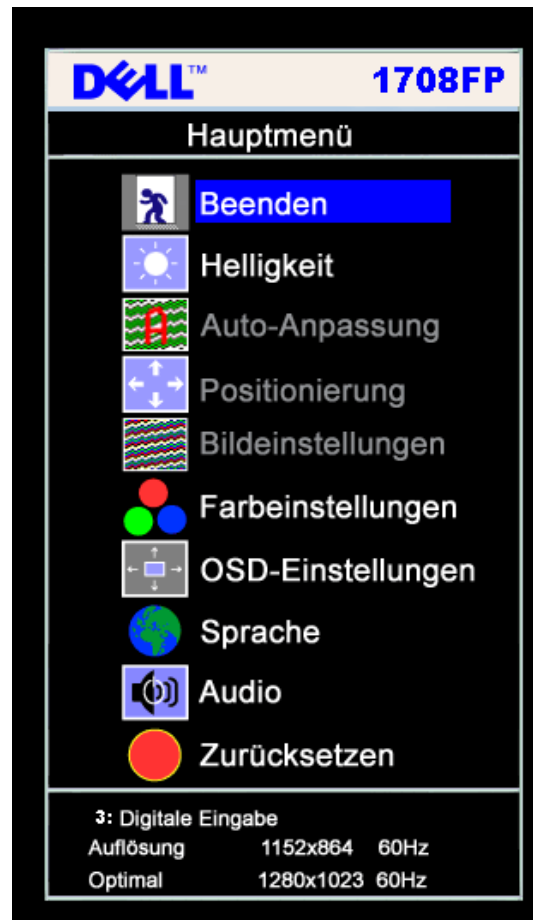 DELL™ 1708FP
Hauptmenü
Beenden
Helligkeit
Auto-Anpassung
Positionierung
Bildeinstellungen
Farbeinstellungen
OSD-Einstellungen
Sprache
Audio
Zurücksetzen
3: Digitale Eingabe
Auflösung 1152x864 60Hz
Optimal 1280x1023 60Hz